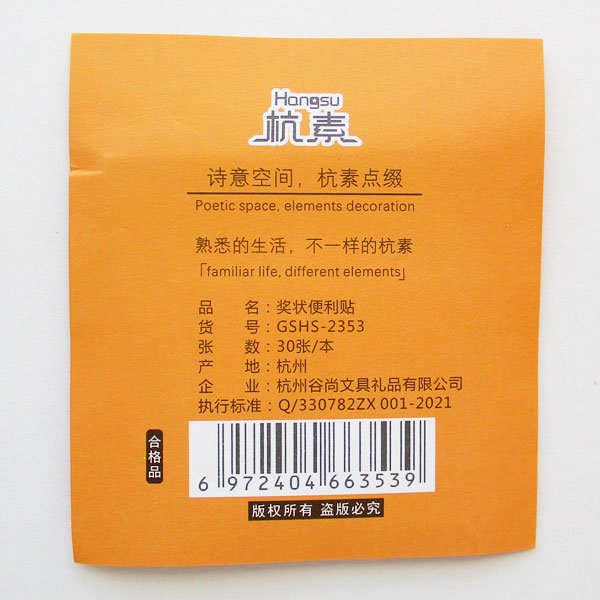 Hangsu
杭素
诗意空间，杭素点缀
Poetic space, elements decoration
熟悉的生活，不一样的杭素
「familiar life, different elements」
品 名：奖状便利贴
货 号：GSHS-2353
张 数：30张/本
产 地：杭州
企 业：杭州谷尚文具礼品有限公司
执行标准：Q/330782ZX 001-2021
合格品
6 972404 663539
版权所有 盗版必究